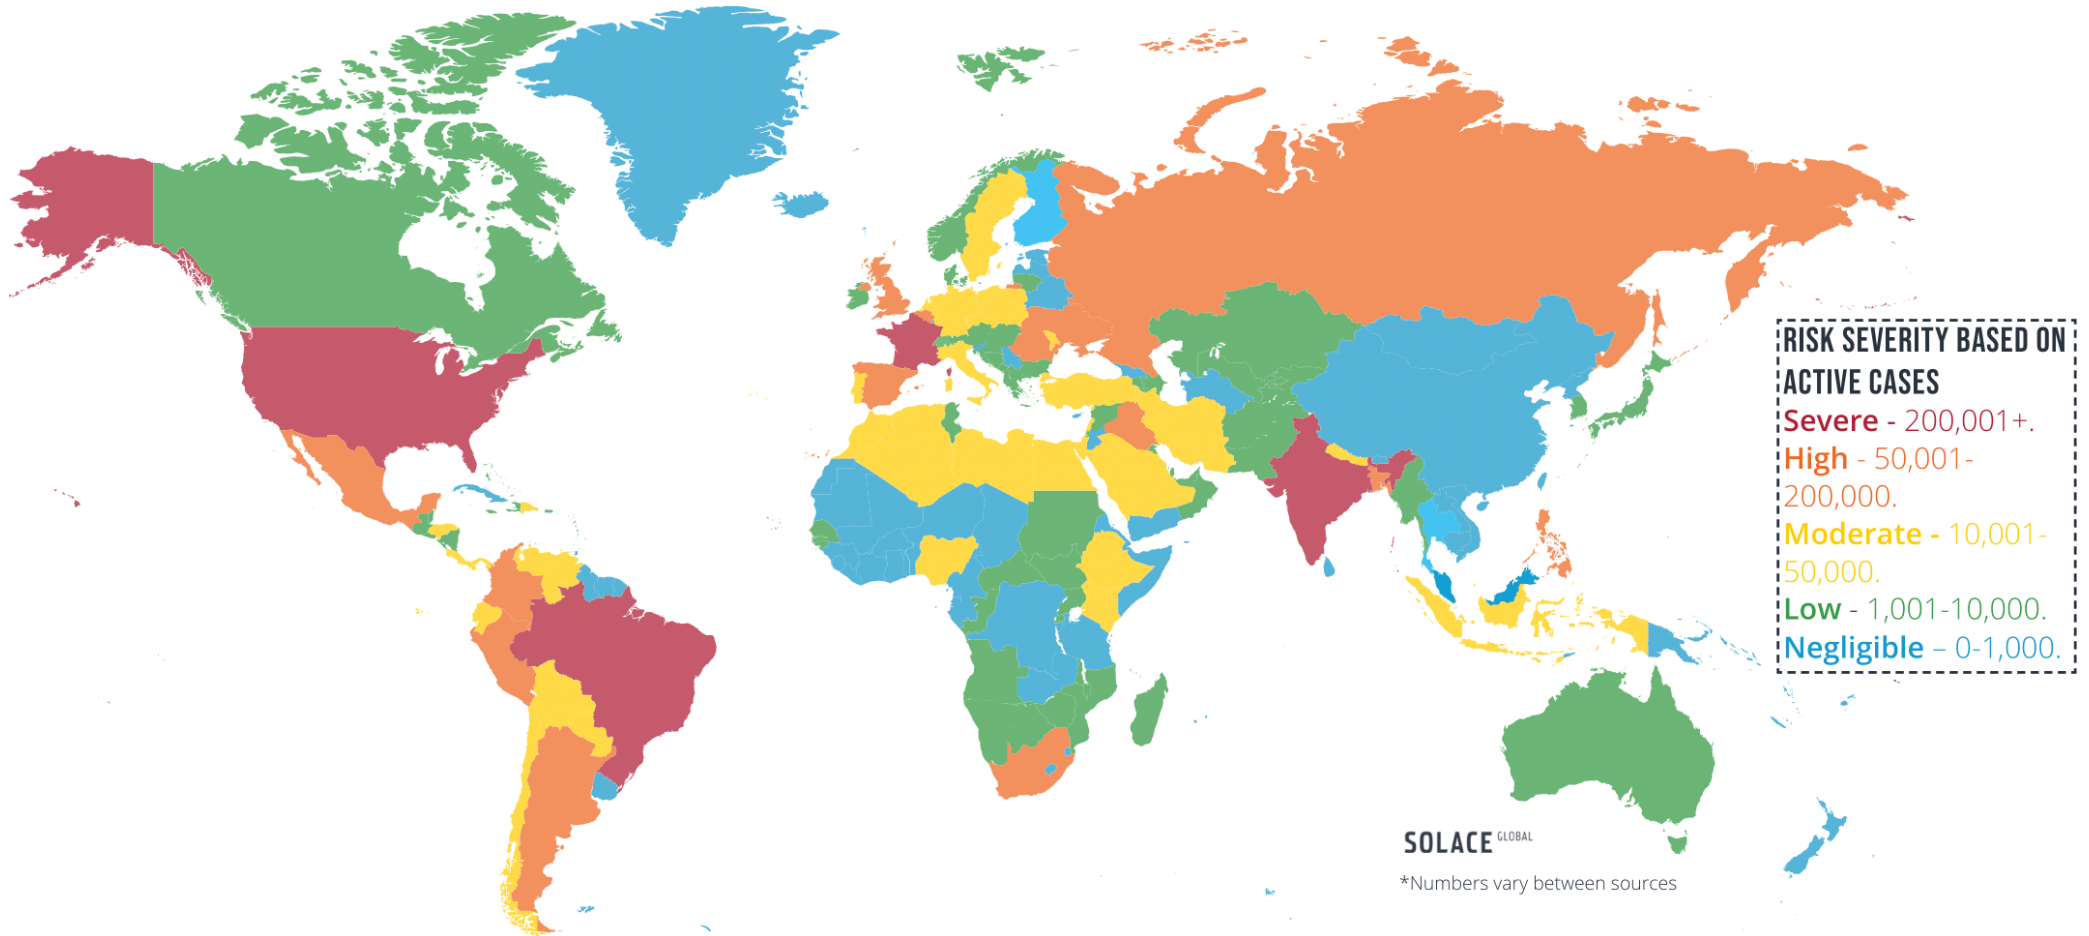 RISK SEVERITY BASED ON
ACTIVE CASES
Severe - 200,001+.
High - 50,001-
200,000.
Moderate - 10,001-
50,000.
Low - 1,001-10,000.
Negligible – 0-1,000.
SOLACE GLOBAL
*Numbers vary between sources